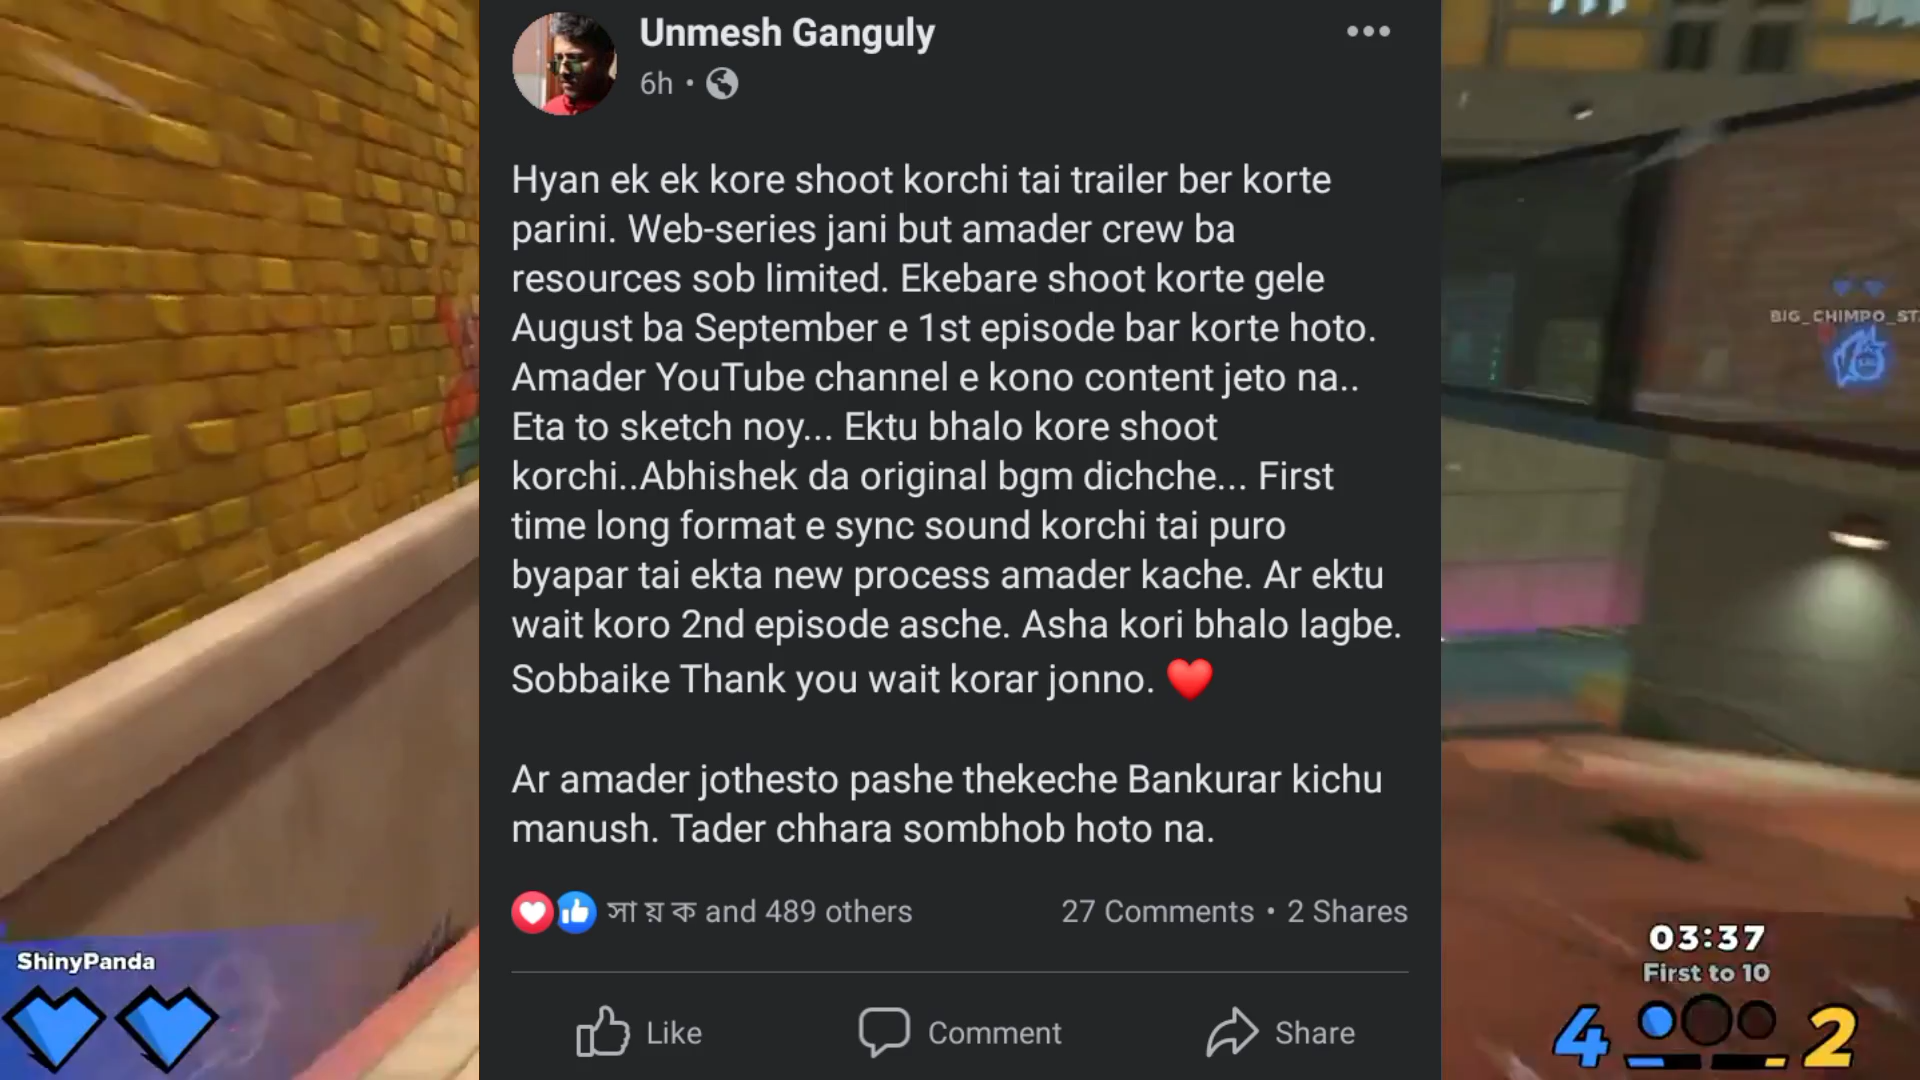 Unmesh Ganguly
6h
Hyan ek ek kore shoot korchi tai trailer ber korte
parini. Web-series jani but amader crew ba
resources sob limited. Ekebare shoot korte gele
August ba September e 1st episode bar korte hoto.
Amader YouTube channel e kono content jeto na..
Eta to sketch noy... Ektu bhalo kore shoot
korchi..Abhishek da original bgm dichche... First
time long format e sync sound korchi tai puro
byapar tai ekta new process amader kache. Ar ektu
wait koro 2nd episode asche. Asha kori bhalo lagbe.
Sobbaike Thank you wait korar jonno. ❤️
Ar amader jothesto pashe thekeche Bankurar kichu
manush. Tader chhara sombhob hoto na.
সা য় ক and 489 others
27 Comments • 2 Shares
Like
Comment
Share
BIG_CHIMPO_ST
ShinyPanda
03:37
First to 10
4
2